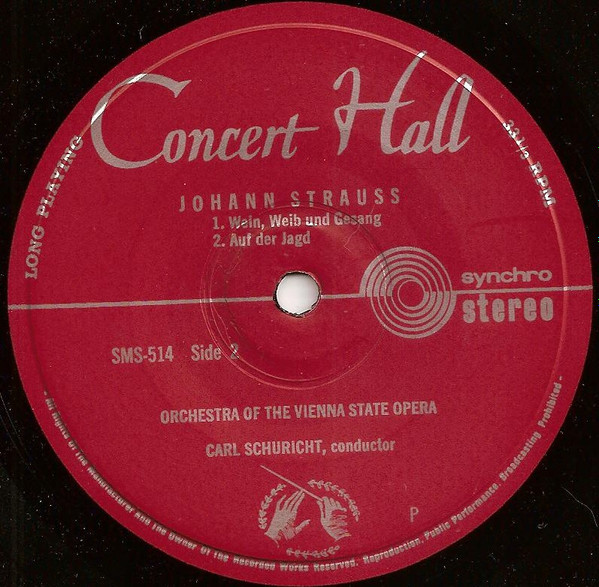 Concert Hall
LONG PLAYING
33 1/3 RPM
JOHANN STRAUSS
1. Wein, Weib und Gesang
2. Auf der Jagd
synchro
stereo
SMS-514 Side 2
ORCHESTRA OF THE VIENNA STATE OPERA
CARL SCHURICHT, conductor
P
- All Rights Of The Manufacturer And The Owner Of The Recorded Works Reserved. Reproduction, Public Performance, Broadcasting Prohibited -